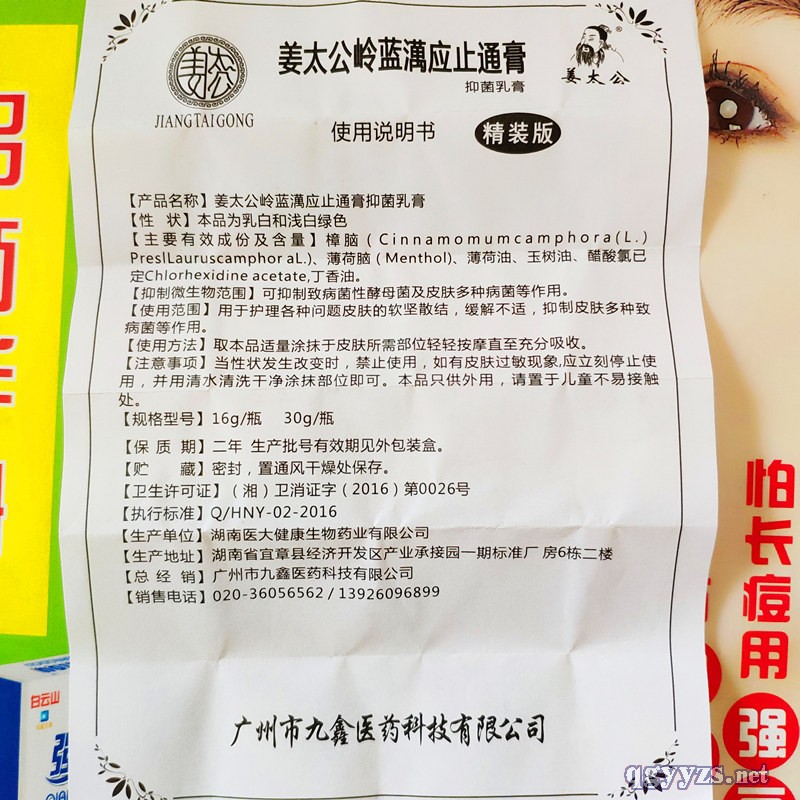 姜太公
JIANGTAIGONG
姜太公岭蓝漓应止通膏
抑菌乳膏
姜太公
®
使用说明书
精装版
【产品名称】姜太公岭蓝漓应止通膏抑菌乳膏
【性 状】本品为乳白和浅白绿色
【主要有效成份及含量】樟脑(Cinnamomumcamphora(L.)
PreslLauruscamphor aL.)、薄荷脑(Menthol)、薄荷油、玉树油、醋酸氯已
定Chlorhexidine acetate,丁香油。
【抑制微生物范围】可抑制致病菌性酵母菌及皮肤多种病菌等作用。
【使用范围】用于护理各种问题皮肤的软坚散结，缓解不适，抑制皮肤多种致
病菌等作用。
【使用方法】取本品适量涂抹于皮肤所需部位轻轻按摩直至充分吸收。
【注意事项】当性状发生改变时，禁止使用，如有皮肤过敏现象,应立刻停止使
用，并用清水清洗干净涂抹部位即可。本品只供外用，请置于儿童不易接触
处。
【规格型号】16g/瓶 30g/瓶
【保 质 期】二年 生产批号有效期见外包装盒。
【贮 藏】密封，置通风干燥处保存。
【卫生许可证】（湘）卫消证字（2016）第0026号
【执行标准】Q/HNY-02-2016
【生产单位】湖南医大健康生物药业有限公司
【生产地址】湖南省宜章县经济开发区产业承接园一期标准厂 房6栋二楼
【总 经 销】广州市九鑫医药科技有限公司
【销售电话】020-36056562 / 13926096899
广州市九鑫医药科技有限公司
怕长痘用
强
白云山
qgyyzs.net